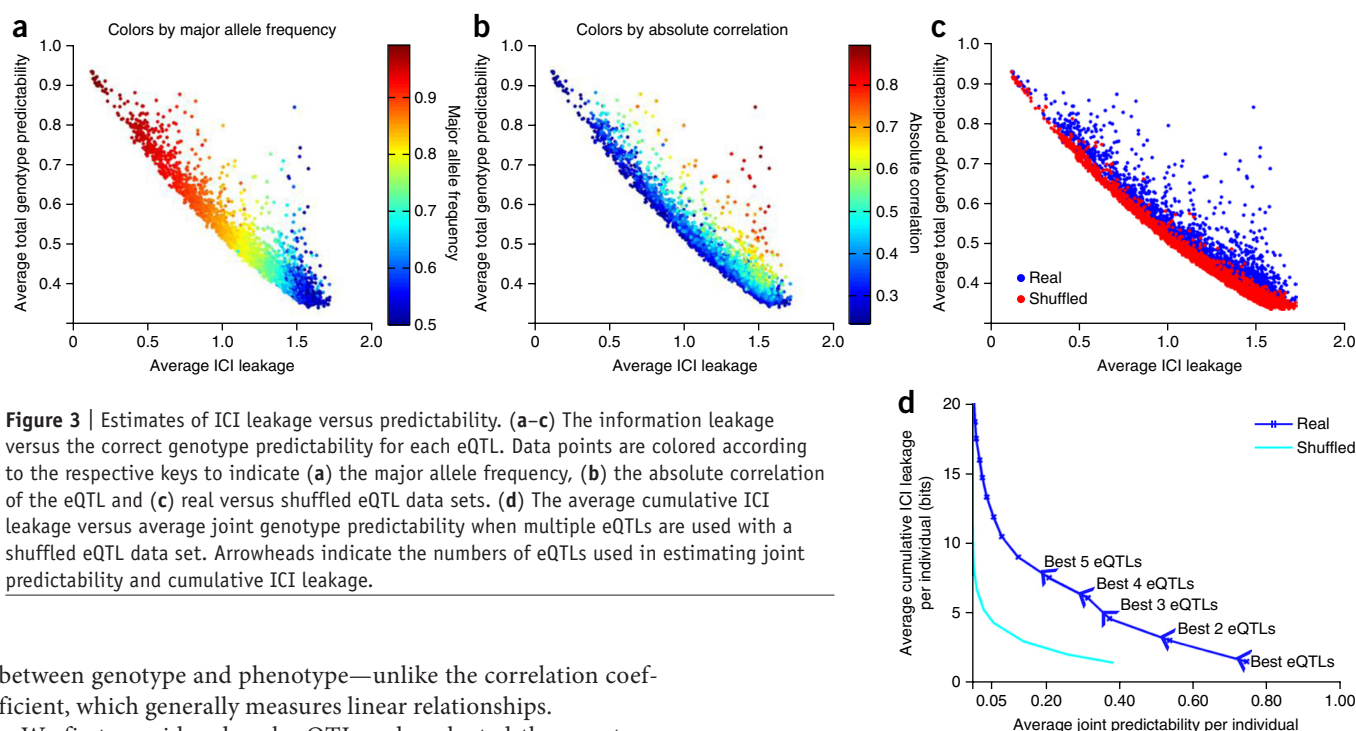 a
Colors by major allele frequency
Average total genotype predictability
1.0
0.9
0.8
0.7
0.6
0.5
0.4
0
0.5
1.0
1.5
2.0
Average ICI leakage
0.9
0.8
0.7
0.6
0.5
Major allele frequency
b
Colors by absolute correlation
Average total genotype predictability
1.0
0.9
0.8
0.7
0.6
0.5
0.4
0
0.5
1.0
1.5
2.0
Average ICI leakage
0.8
0.7
0.6
0.5
0.4
0.3
Absolute correlation
c
Average total genotype predictability
1.0
0.9
0.8
0.7
0.6
0.5
0.4
Real
Shuffled
0
0.5
1.0
1.5
2.0
Average ICI leakage
Figure 3 | Estimates of ICI leakage versus predictability. (a–c) The information leakage
versus the correct genotype predictability for each eQTL. Data points are colored according
to the respective keys to indicate (a) the major allele frequency, (b) the absolute correlation
of the eQTL and (c) real versus shuffled eQTL data sets. (d) The average cumulative ICI
leakage versus average joint genotype predictability when multiple eQTLs are used with a
shuffled eQTL data set. Arrowheads indicate the numbers of eQTLs used in estimating joint
predictability and cumulative ICI leakage.
d
Average cumulative ICI leakage
per individual (bits)
20
15
10
5
0
Real
Shuffled
Best 5 eQTLs
Best 4 eQTLs
Best 3 eQTLs
Best 2 eQTLs
Best eQTLs
0.05
0.20
0.40
0.60
0.80
1.00
Average joint predictability per individual
between genotype and phenotype—unlike the correlation coef-
ficient, which generally measures linear relationships.